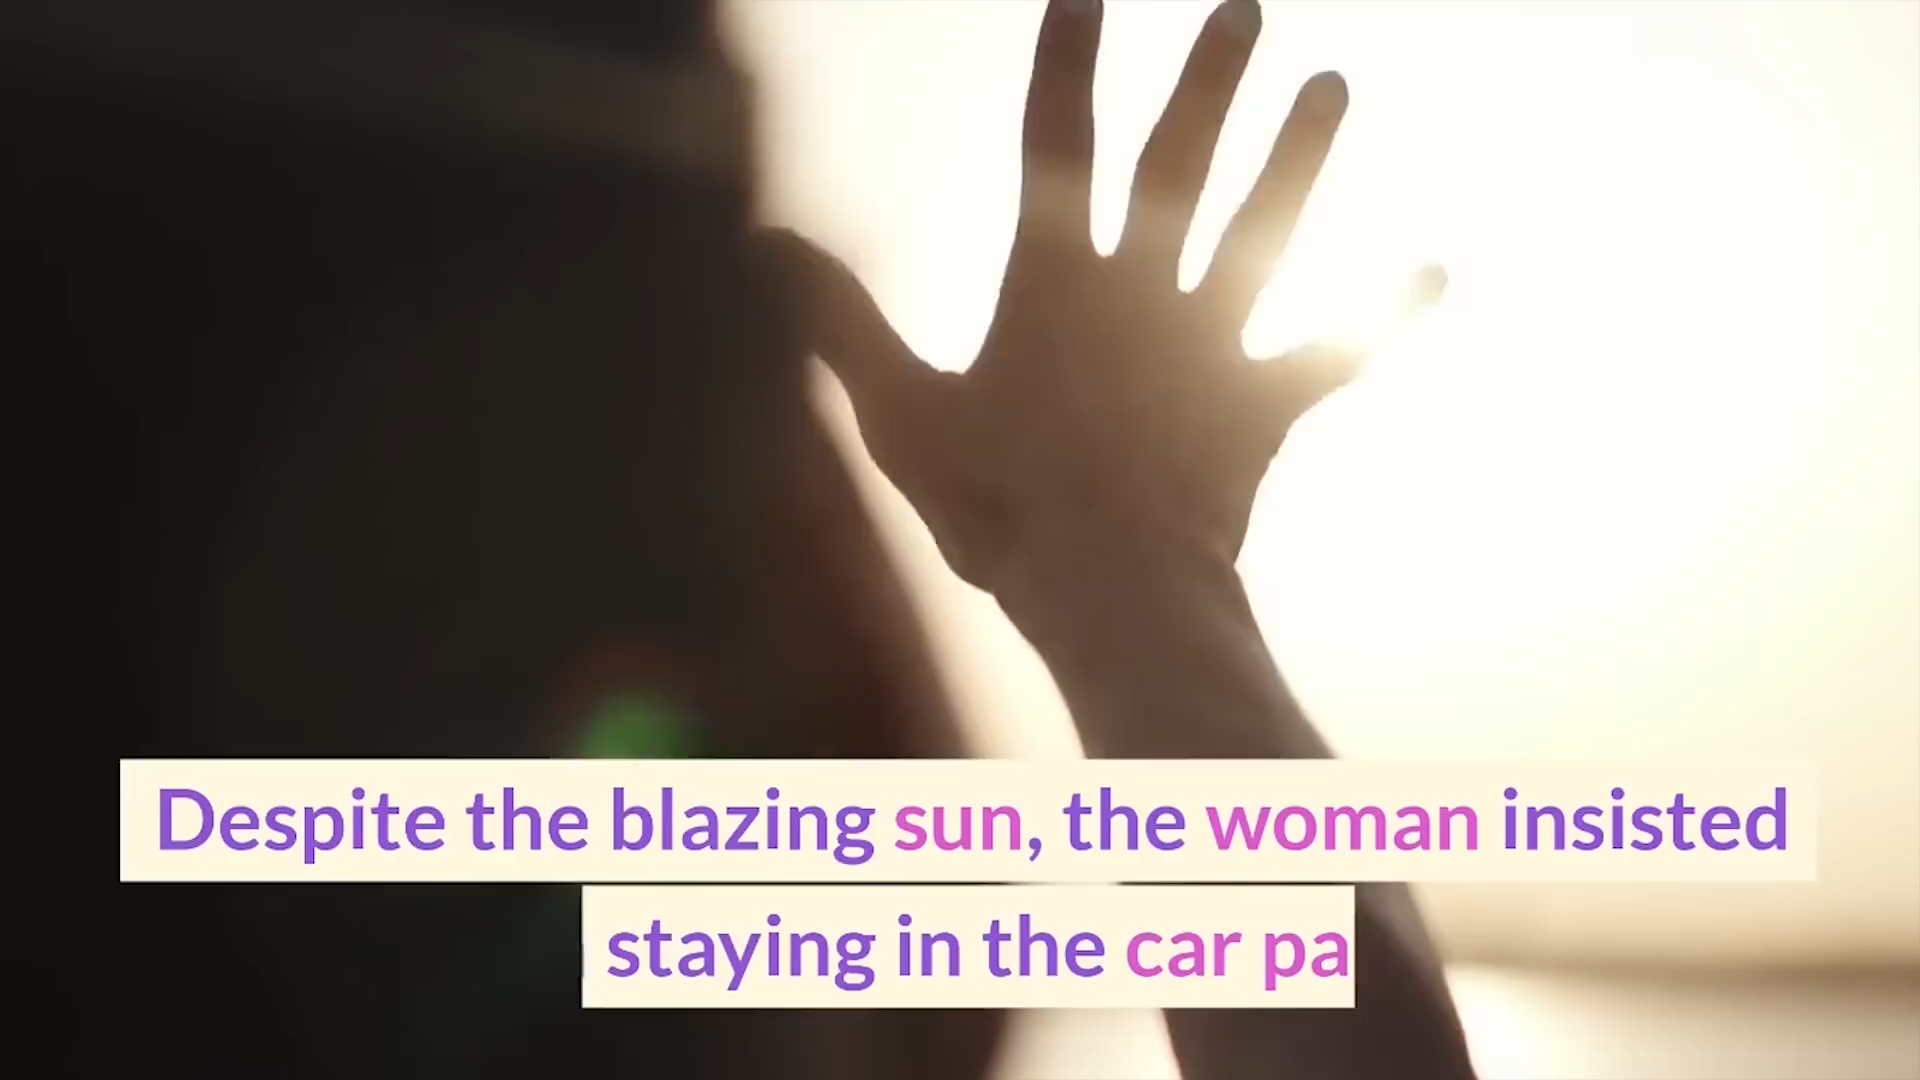 Despite the blazing sun, the woman insisted
staying in the car pa